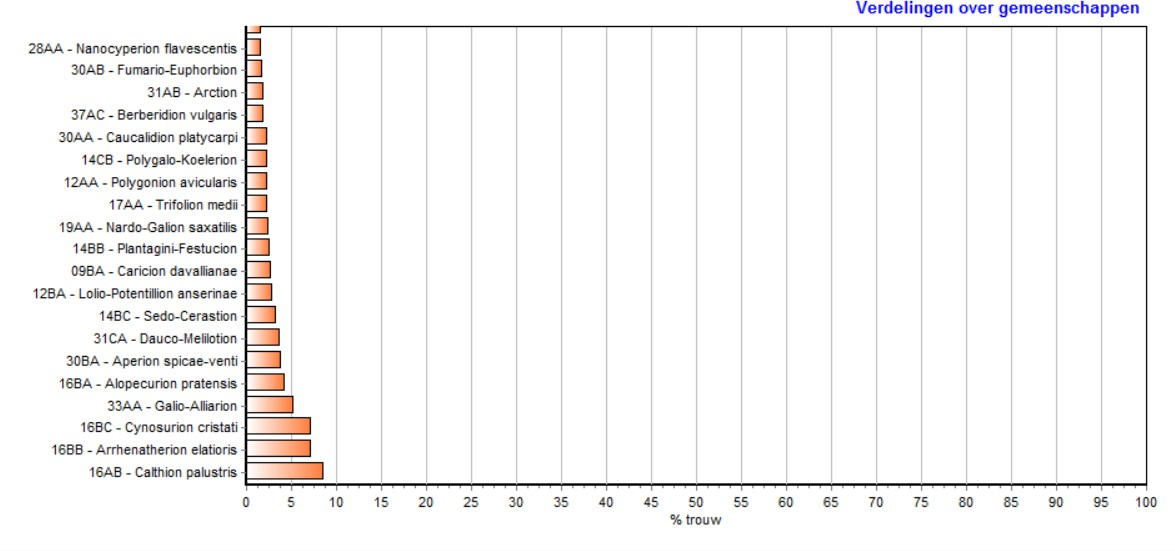 Verdelingen over gemeenschappen
28AA - Nanocyperion flavescentis
30AB - Fumario-Euphorbion
31AB - Arction
37AC - Berberidion vulgaris
30AA - Caucalidion platycarpi
14CB - Polygalo-Koelerion
12AA - Polygonion avicularis
17AA - Trifolion medii
19AA - Nardo-Galion saxatilis
14BB - Plantagini-Festucion
09BA - Caricion davallianae
12BA - Lolio-Potentillion anserinae
14BC - Sedo-Cerastion
31CA - Dauco-Melilotion
30BA - Aperion spicae-venti
16BA - Alopecurion pratensis
33AA - Galio-Alliarion
16BC - Cynosurion cristati
16BB - Arrhenatherion elatioris
16AB - Calthion palustris
0 5 10 15 20 25 30 35 40 45 50 55 60 65 70 75 80 85 90 95 100
% trouw